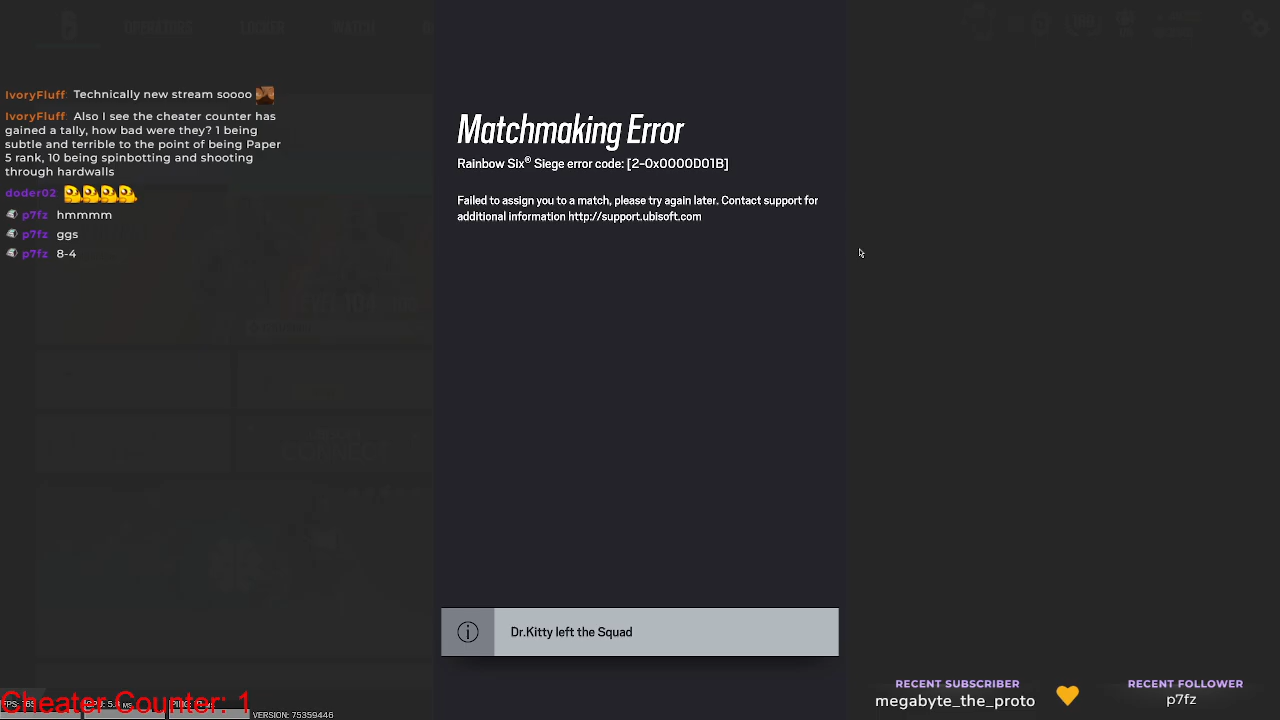 OPERATORS
LOCKER
WATCH
IvoryFluff: Technically new stream soooo
IvoryFluff: Also I see the cheater counter has
gained a tally, how bad were they? 1 being
subtle and terrible to the point of being Paper
5 rank, 10 being spinbotting and shooting
through hardwalls
doder02
p7fz hmmmm
p7fz ggs
p7fz 8-4
Matchmaking Error
Rainbow Six® Siege error code: [2-0x0000D01B]
Failed to assign you to a match, please try again later. Contact support for
additional information http://support.ubisoft.com
CONNECT
Dr.Kitty left the Squad
Cheater Counter: 1
VERSION: 75359446
RECENT SUBSCRIBER
megabyte_the_proto
RECENT FOLLOWER
p7fz